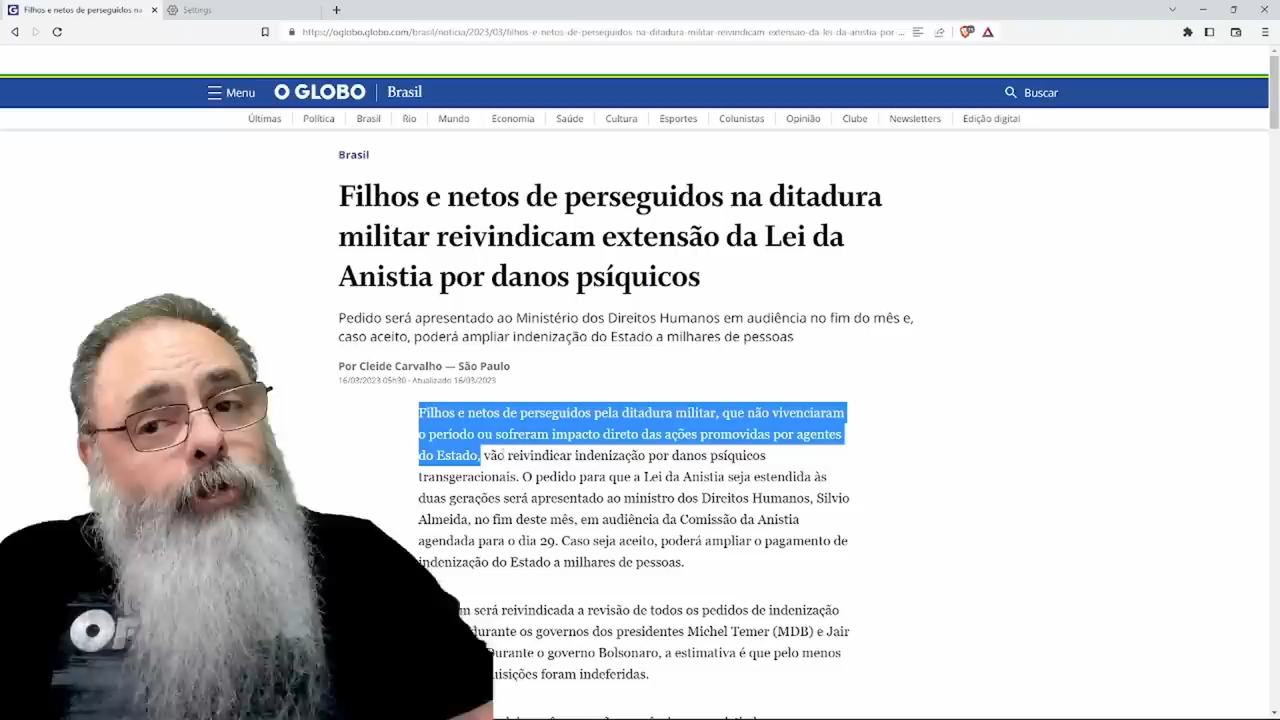 Filhos e netos de perseguidos na
Settings
https://oglobo.globo.com/brasil/noticia/2023/03/filhos-e-netos-de-perseguidos-na-ditadura-militar-reivindicam-extensao-da-lei-da-anistia-por-...
Menu
O GLOBO
Brasil
Buscar
Últimas Política Brasil Rio Mundo Economia Saúde Cultura Esportes Colunistas Opinião Clube Newsletters Edição digital
Brasil
Filhos e netos de perseguidos na ditadura
militar reivindicam extensão da Lei da
Anistia por danos psíquicos
Pedido será apresentado ao Ministério dos Direitos Humanos em audiência no fim do mês e,
caso aceito, poderá ampliar indenização do Estado a milhares de pessoas
Por Cleide Carvalho — São Paulo
16/03/2023 05h30 · Atualizado 16/03/2023
Filhos e netos de perseguidos pela ditadura militar, que não vivenciaram
o período ou sofreram impacto direto das ações promovidas por agentes
do Estado, vão reivindicar indenização por danos psíquicos
transgeracionais. O pedido para que a Lei da Anistia seja estendida às
duas gerações será apresentado ao ministro dos Direitos Humanos, Silvio
Almeida, no fim deste mês, em audiência da Comissão da Anistia
agendada para o dia 29. Caso seja aceito, poderá ampliar o pagamento de
indenização do Estado a milhares de pessoas.
será reivindicada a revisão de todos os pedidos de indenização
durante os governos dos presidentes Michel Temer (MDB) e Jair
Durante o governo Bolsonaro, a estimativa é que pelo menos
foram indeferidas.